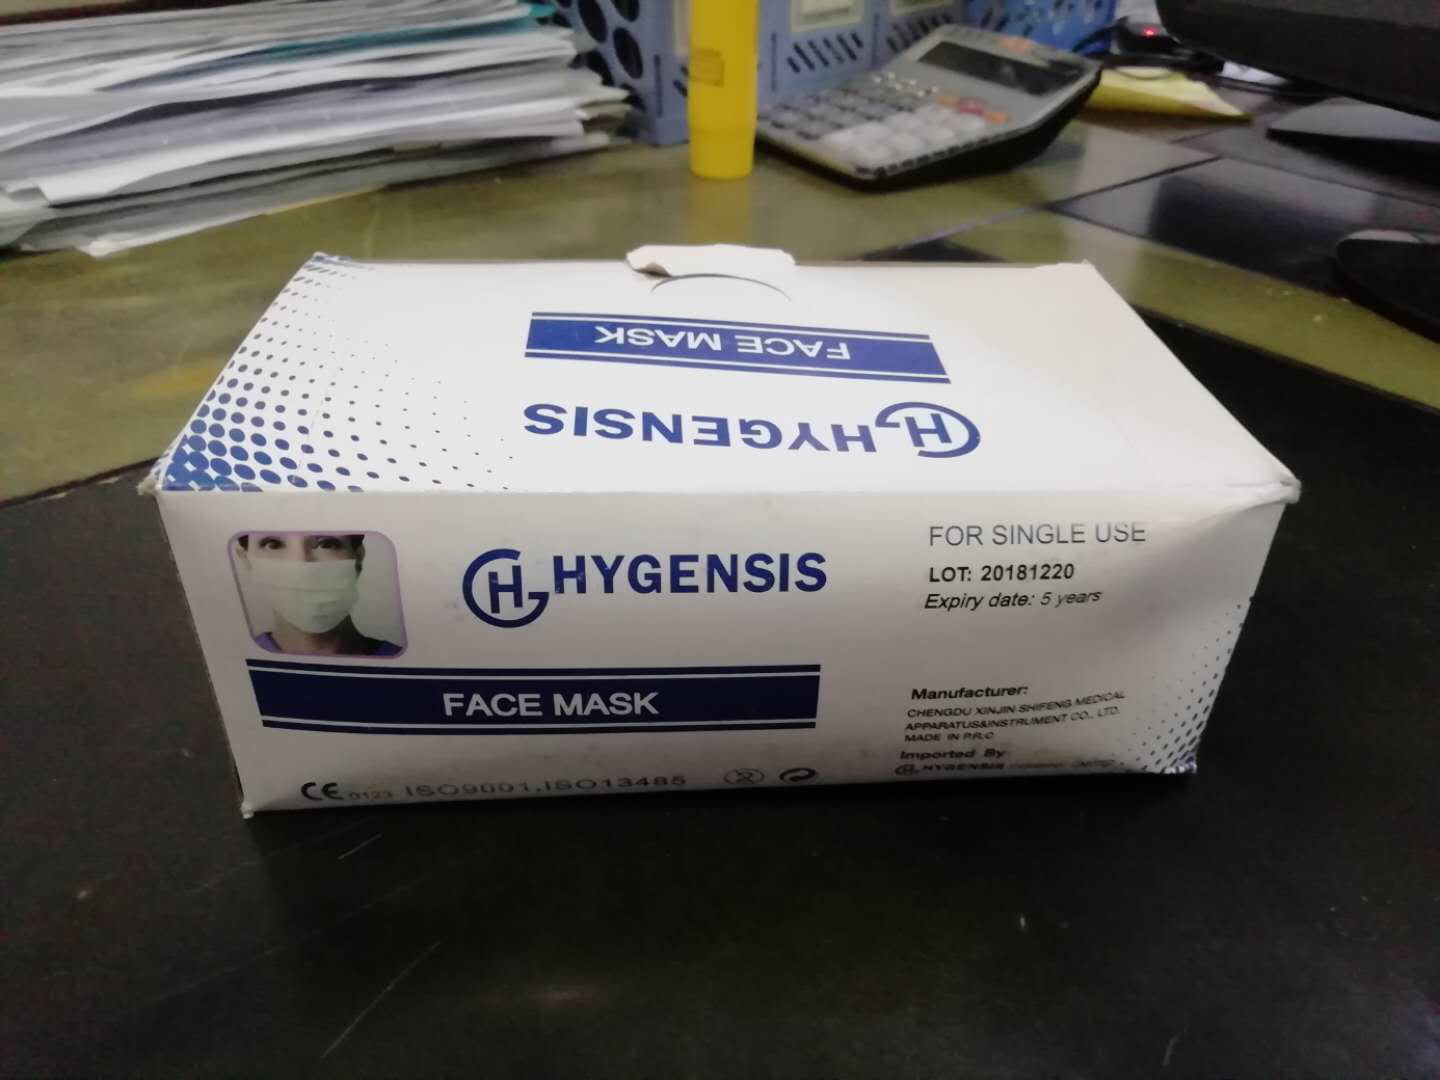 FACE MASK
HYGENSIS
HYGENSIS
FACE MASK
CE 0123 ISO9001,ISO13485
FOR SINGLE USE
LOT: 20181220
Expiry date: 5 years
Manufacturer:
CHENGDU XINJIN SHIFENG MEDICAL
APPARATUS&INSTRUMENT CO., LTD.
MADE IN P.R.C
Imported By
HYGENSIS